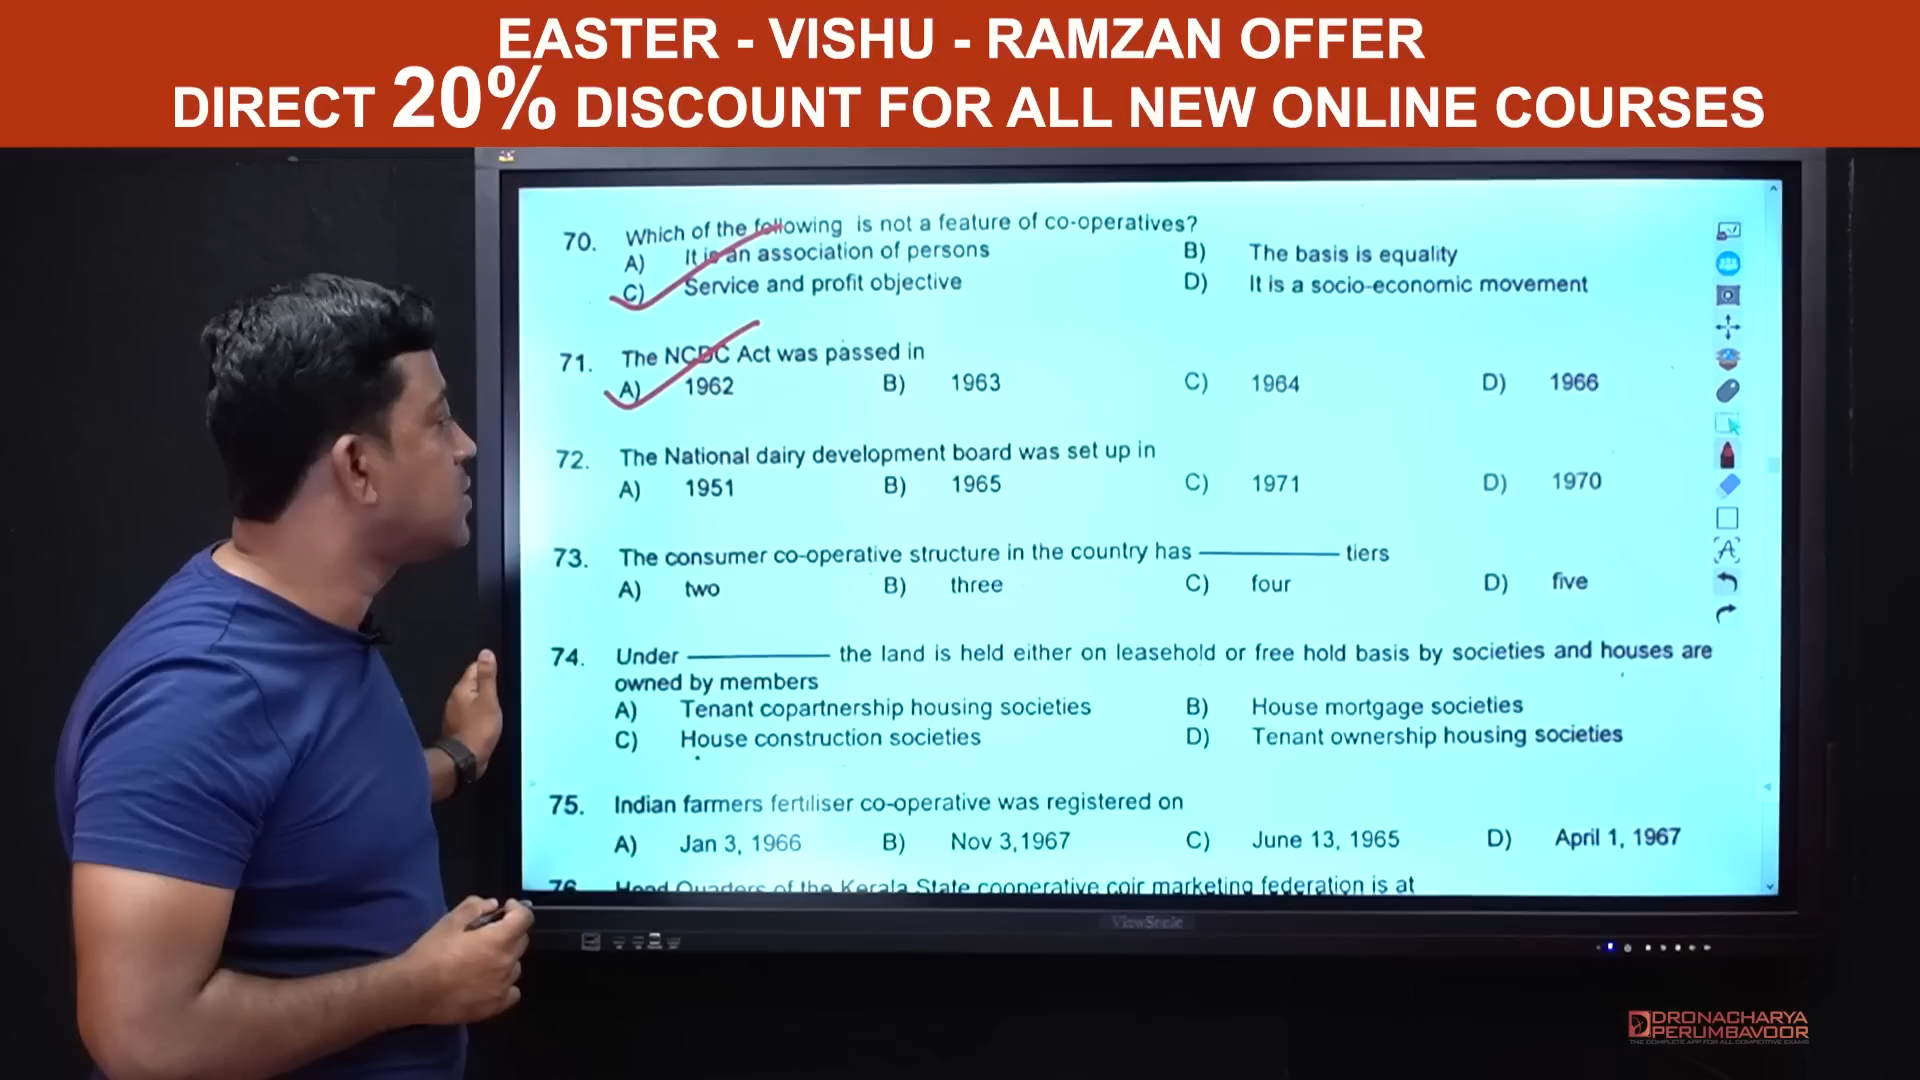 EASTER - VISHU - RAMZAN OFFER
DIRECT 20% DISCOUNT FOR ALL NEW ONLINE COURSES
70. Which of the following is not a feature of co-operatives?
A) It is an association of persons B) The basis is equality
C) Service and profit objective D) It is a socio-economic movement
71. The NCDC Act was passed in
A) 1962 B) 1963 C) 1964 D) 1966
72. The National dairy development board was set up in
A) 1951 B) 1965 C) 1971 D) 1970
73. The consumer co-operative structure in the country has ———— tiers
A) two B) three C) four D) five
74. Under ———— the land is held either on leasehold or free hold basis by societies and houses are
owned by members
A) Tenant copartnership housing societies B) House mortgage societies
C) House construction societies D) Tenant ownership housing societies
75. Indian farmers fertiliser co-operative was registered on
A) Jan 3, 1966 B) Nov 3,1967 C) June 13, 1965 D) April 1, 1967
76. Head Quarters of the Kerala State cooperative coir marketing federation is at
ViewSonic
DRONACHARYA
PERUMBAVOOR
THE COMPLETE APP FOR ALL COMPETITIVE EXAMS